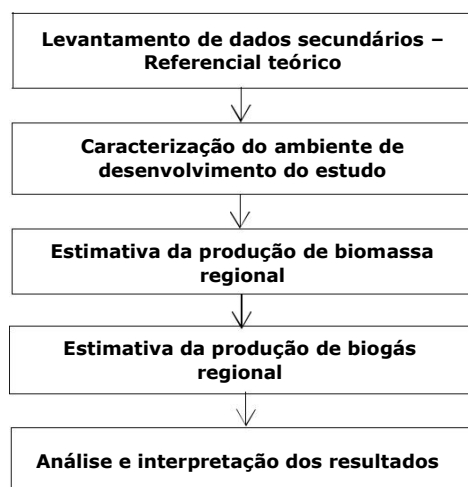 Levantamento de dados secundários –
Referencial teórico
Caracterização do ambiente de
desenvolvimento do estudo
Estimativa da produção de biomassa
regional
Estimativa da produção de biogás
regional
Análise e interpretação dos resultados